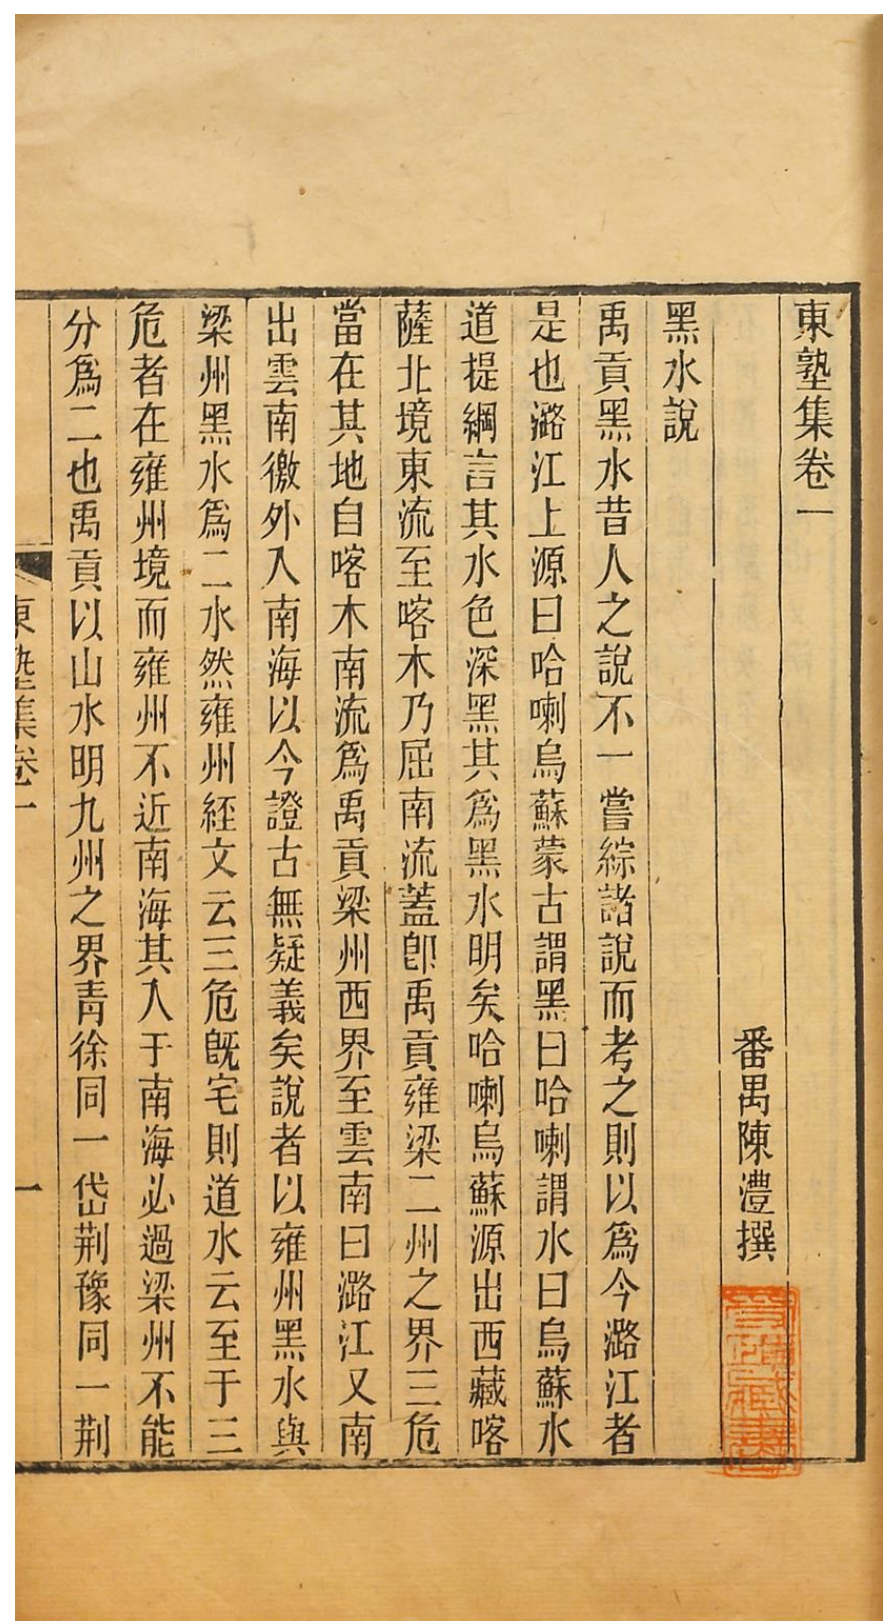 東塾集卷一
番禺陳澧撰
黑水說
禹貢黑水昔人之說不一嘗綜諸說而考之則以爲今潞江者
是也潞江上源曰哈喇烏蘇蒙古謂黑曰哈喇謂水曰烏蘇水
道提綱言其水色深黑其爲黑水明矣哈喇烏蘇源出西藏喀
薩北境東流至喀木乃屈南流蓋卽禹貢雍梁二州之界三危
當在其地自喀木南流爲禹貢梁州西界至雲南曰潞江又南
出雲南徼外入南海以今證古無疑義矣說者以雍州黑水與
梁州黑水爲二水然雍州經文云三危旣宅則道水云至于三
危者在雍州境而雍州不近南海其入于南海必過梁州不能
分爲二也禹貢以山水明九州之界青徐同一岱荆豫同一荆
東塾集卷一
一